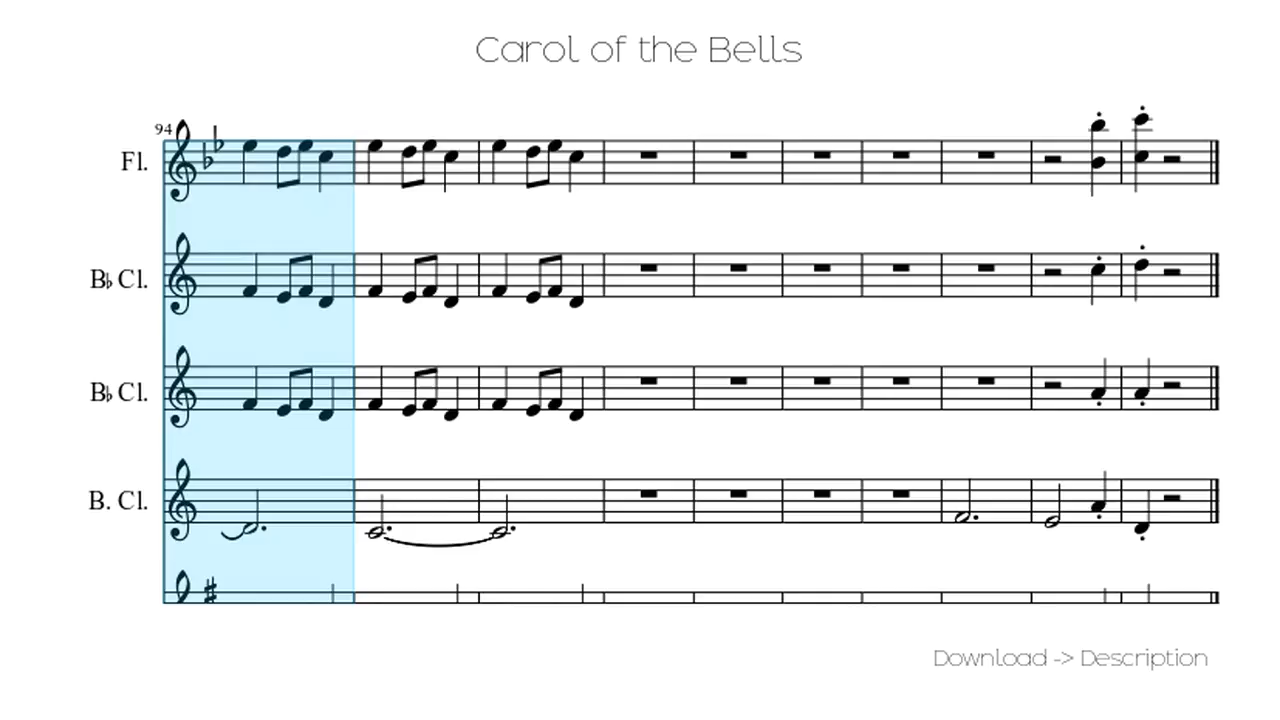 Carol of the Bells
94
Fl.
B♭ Cl.
B♭ Cl.
B. Cl.
Download -> Description